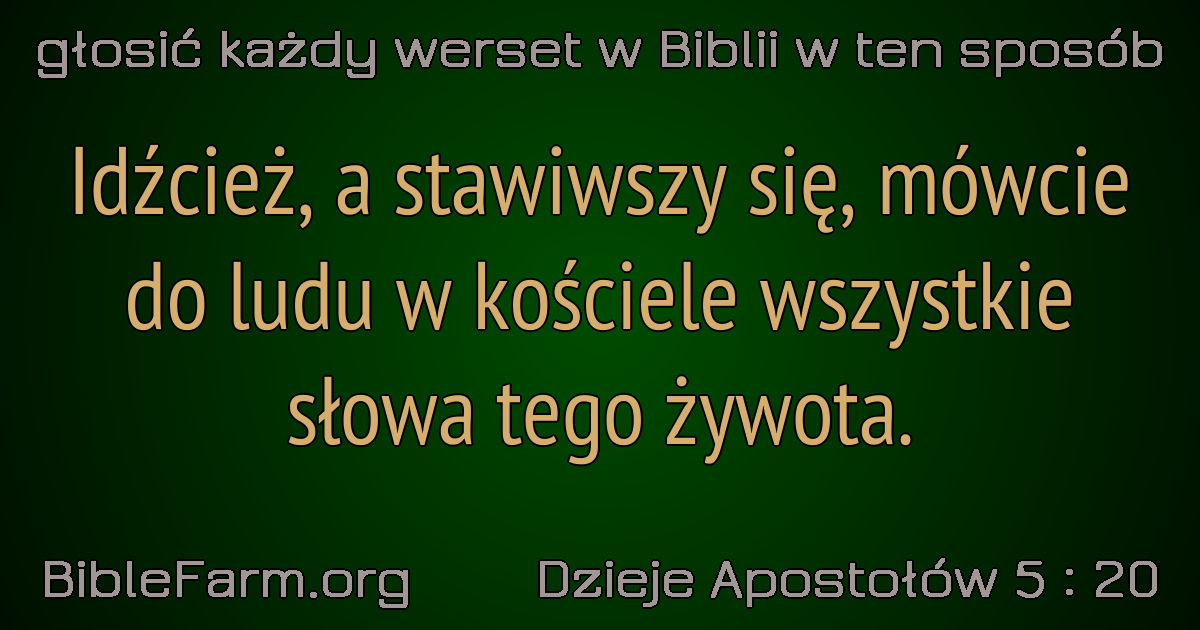 głosić każdy werset w Biblii w ten sposób
Idźcież, a stawiwszy się, mówcie
do ludu w kościele wszystkie
słowa tego żywota.
BibleFarm.org
Dzieje Apostołów 5 : 20